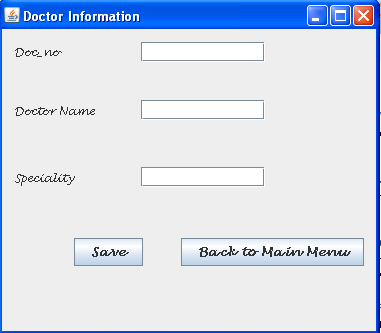 Doctor Information
Doc_no
Doctor Name
Speciality
Save Back to Main Menu